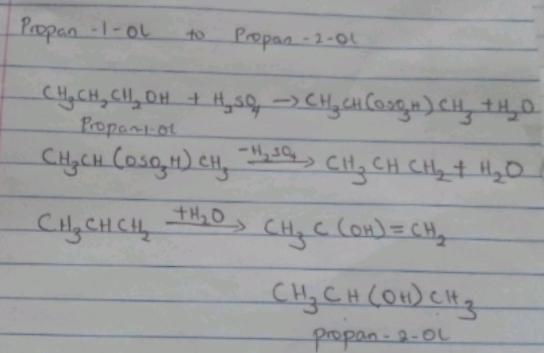 Propan-1-OL to Propan-2-OL
CH₃CH₂CH₂OH + H₂SO₄ → CH₃CH(OSO₃H)CH₃ + H₂O
Propan-1-OL
CH₃CH(OSO₃H)CH₃ -H₂SO₄→ CH₃CHCH₂ + H₂O
CH₃CHCH₂ +H₂O→ CH₃C(OH)=CH₂
CH₃CH(OH)CH₃
propan-2-OL